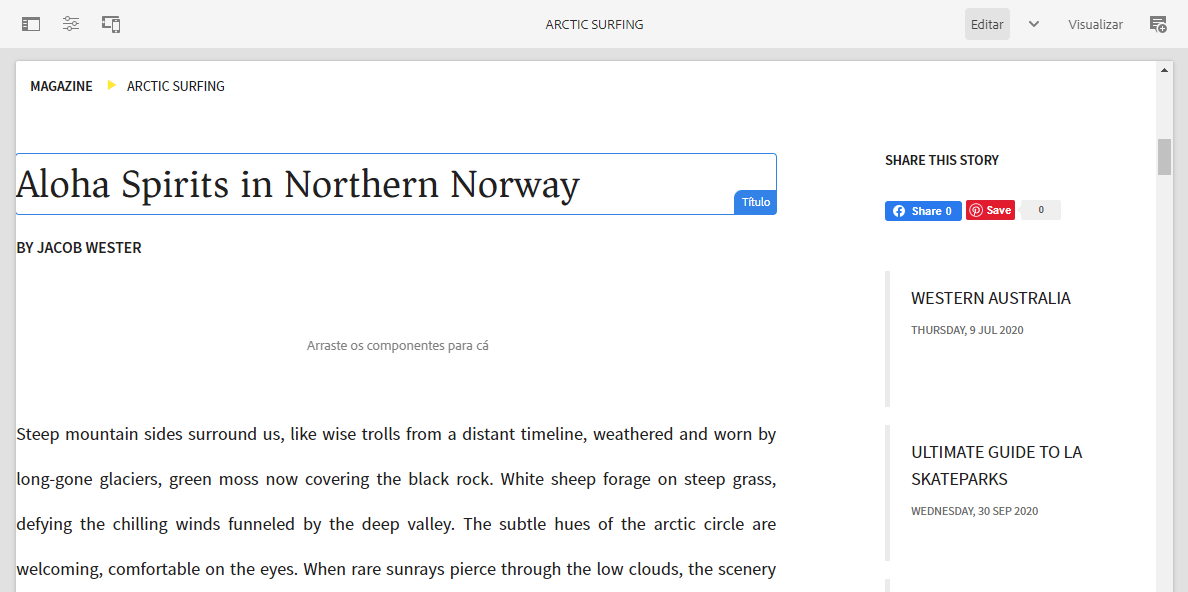 ARCTIC SURFING
Editar
Visualizar
MAGAZINE ARCTIC SURFING
Aloha Spirits in Northern Norway
Título
BY JACOB WESTER
Arraste os componentes para cá
Steep mountain sides surround us, like wise trolls from a distant timeline, weathered and worn by
long-gone glaciers, green moss now covering the black rock. White sheep forage on steep grass,
defying the chilling winds funneled by the deep valley. The subtle hues of the arctic circle are
welcoming, comfortable on the eyes. When rare sunrays pierce through the low clouds, the scenery
SHARE THIS STORY
Share 0
Save
0
WESTERN AUSTRALIA
THURSDAY, 9 JUL 2020
ULTIMATE GUIDE TO LA
SKATEPARKS
WEDNESDAY, 30 SEP 2020